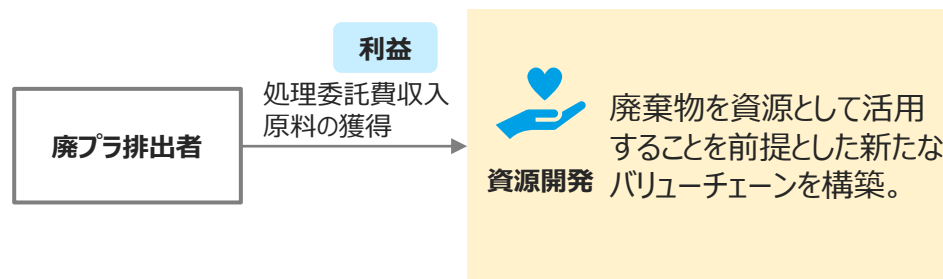 利益
処理委託費収入
原料の獲得
廃プラ排出者
廃棄物を資源として活用
することを前提とした新たな
バリューチェーンを構築。
資源開発